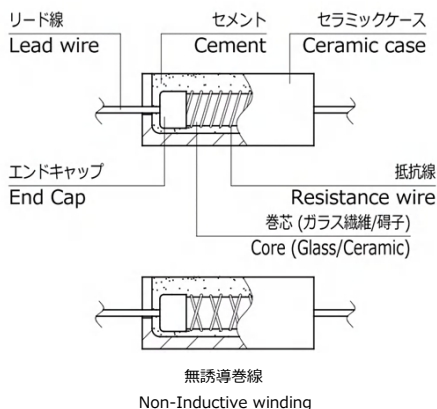 リード線
Lead wire
セメント
Cement
セラミックケース
Ceramic case
エンドキャップ
End Cap
抵抗線
Resistance wire
巻芯 (ガラス繊維/碍子)
Core (Glass/Ceramic)
無誘導巻線
Non-Inductive winding